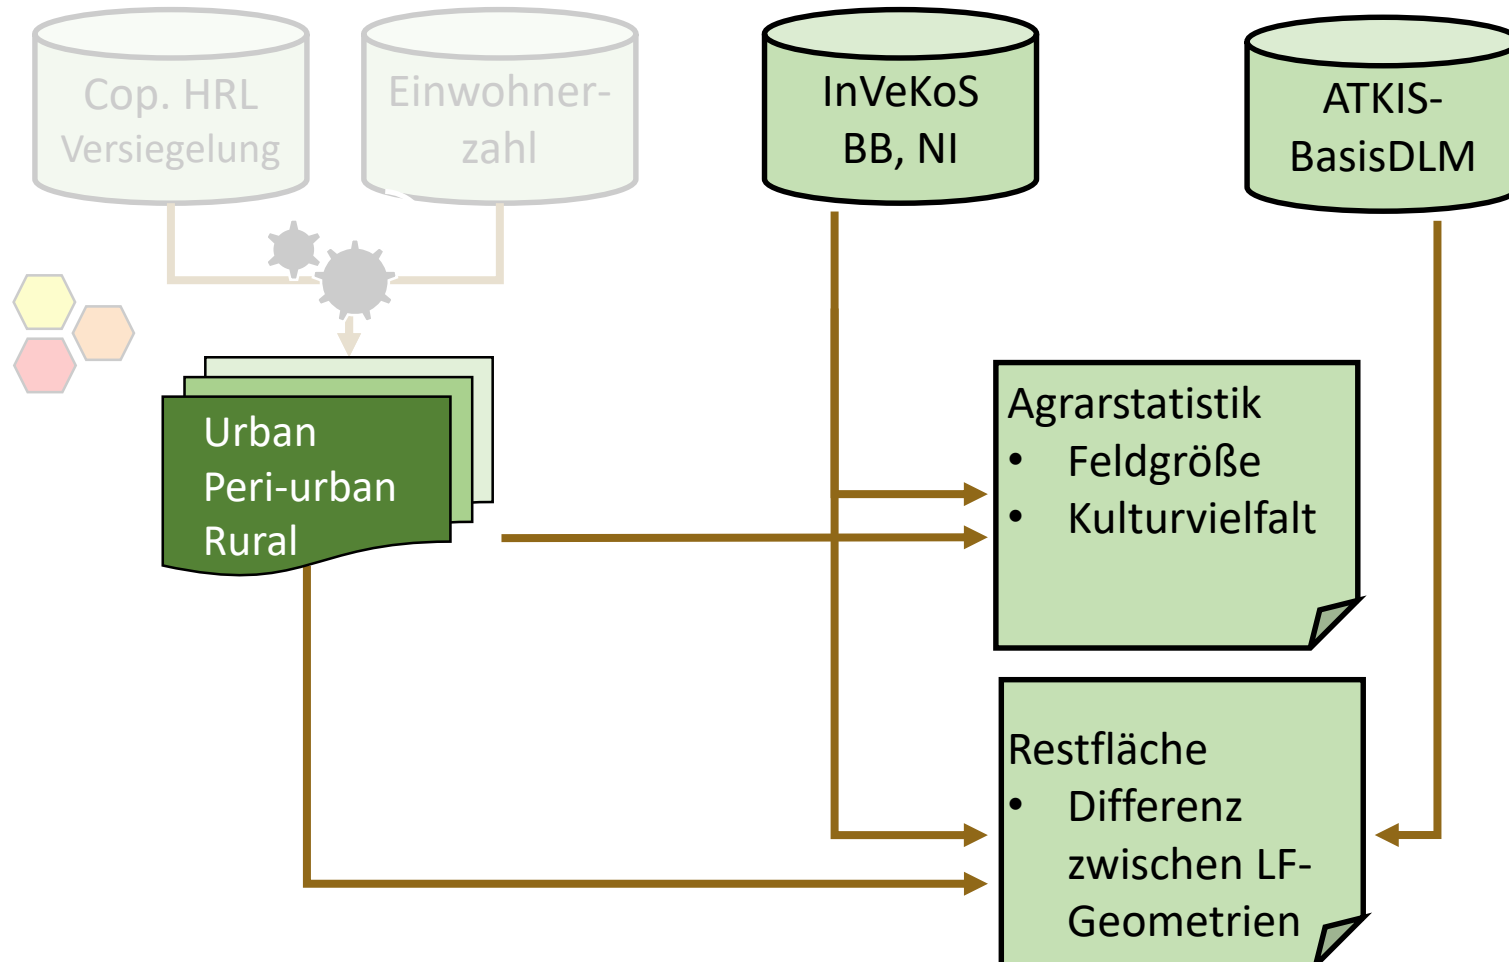 Cop. HRL
Versiegelung
Einwohner-
zahl
InVeKoS
BB, NI
ATKIS-
BasisDLM
Urban
Peri-urban
Rural
Agrarstatistik
• Feldgröße
• Kulturvielfalt
Restfläche
• Differenz
zwischen LF-
Geometrien